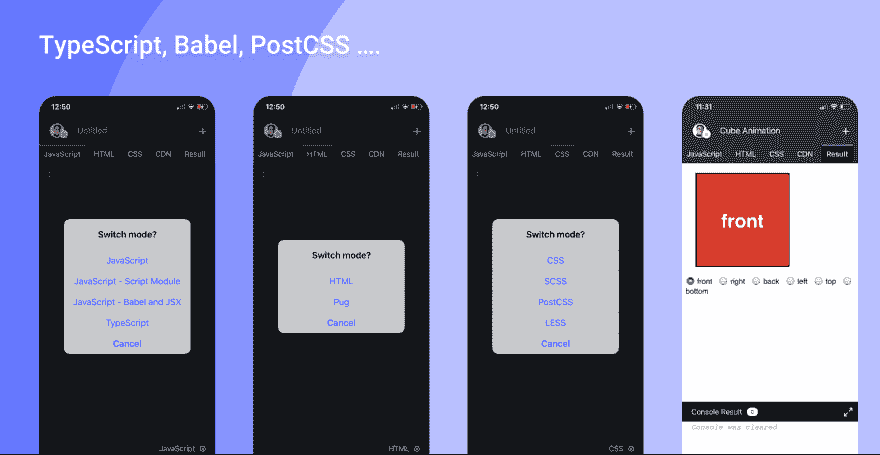 TypeScript, Babel, PostCSS ....
12:50
Untitled
+
JavaScript HTML CSS CDN Result
:
Switch mode?
JavaScript
JavaScript - Script Module
JavaScript - Babel and JSX
TypeScript
Cancel
JavaScript
12:50
Untitled
+
JavaScript HTML CSS CDN Result
:
Switch mode?
HTML
Pug
Cancel
HTML
12:50
Untitled
+
JavaScript HTML CSS CDN Result
:
Switch mode?
CSS
SCSS
PostCSS
LESS
Cancel
CSS
11:31
Cube Animation
+
JavaScript HTML CSS CDN Result
front
front right back left top
bottom
Console Result 0
Console was cleared